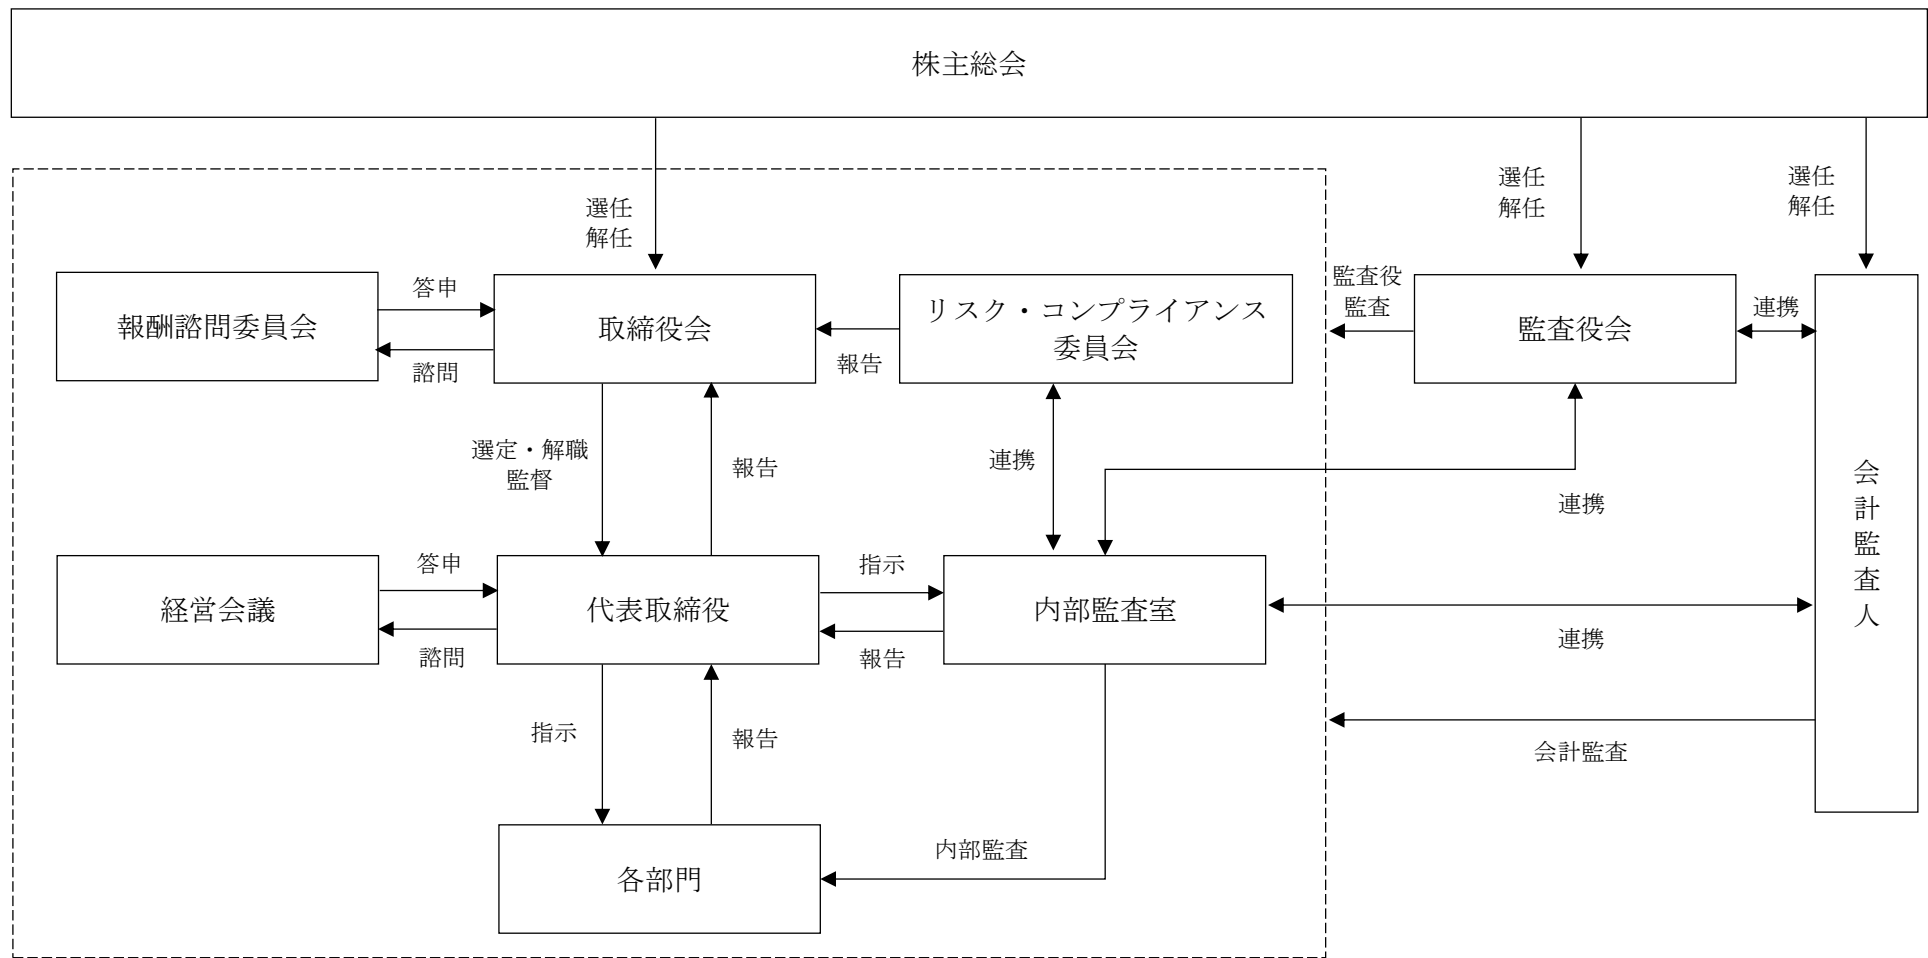 株主総会
選任
解任
選任
解任
選任
解任
報酬諮問委員会
答申
諮問
取締役会
報告
リスク・コンプライアンス
委員会
監査役
監査
監査役会
連携
選定・解職
監督
報告
連携
連携
会計監査人
経営会議
答申
諮問
代表取締役
指示
報告
内部監査室
連携
指示
報告
会計監査
各部門
内部監査